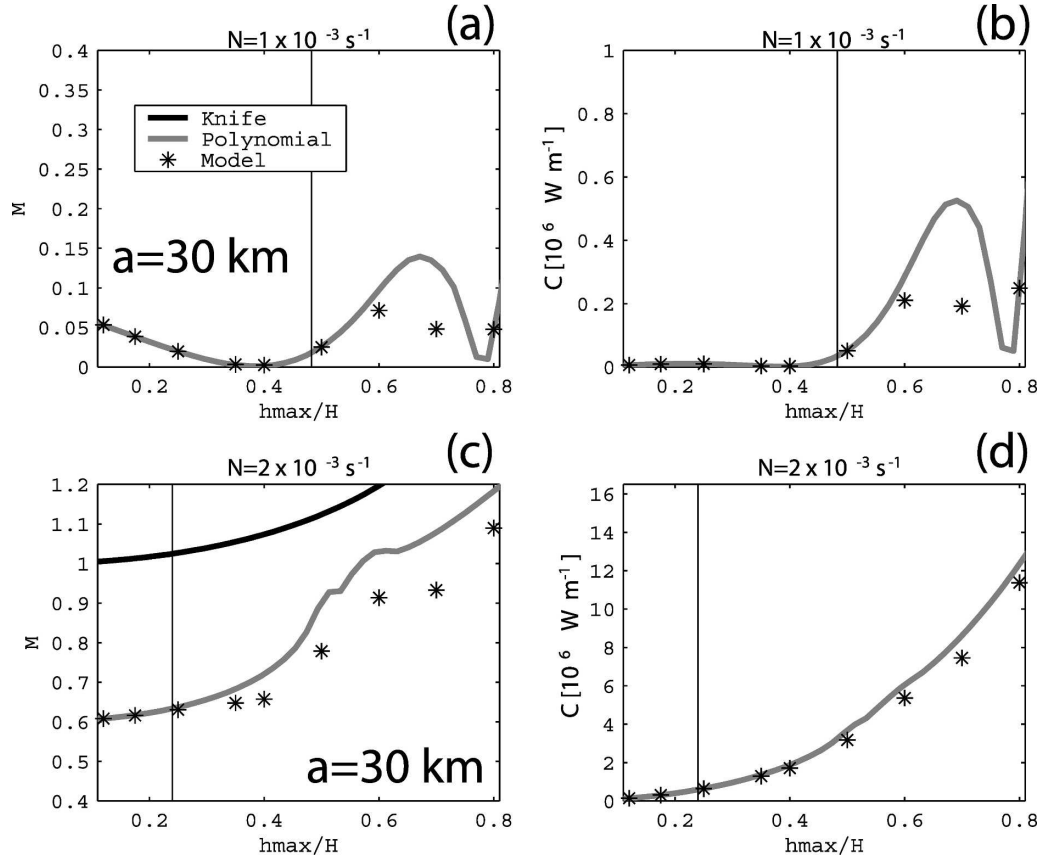 (a)
N=1 x 10 -3 s-1
0.4
0.35
0.3
0.25
0.2
0.15
0.1
0.05
0
M
Knife
Polynomial
Model
a=30 km
0.2
0.4
0.6
0.8
hmax/H
(b)
N=1 x 10 -3 s-1
1
0.8
0.6
0.4
0.2
0
C [10 6 W m-1]
0.2
0.4
0.6
0.8
hmax/H
(c)
N=2 x 10 -3 s-1
1.2
1.1
1
0.9
0.8
0.7
0.6
0.5
0.4
M
a=30 km
0.2
0.4
0.6
0.8
hmax/H
(d)
N=2 x 10 -3 s-1
16
14
12
10
8
6
4
2
0
C [10 6 W m-1]
0.2
0.4
0.6
0.8
hmax/H